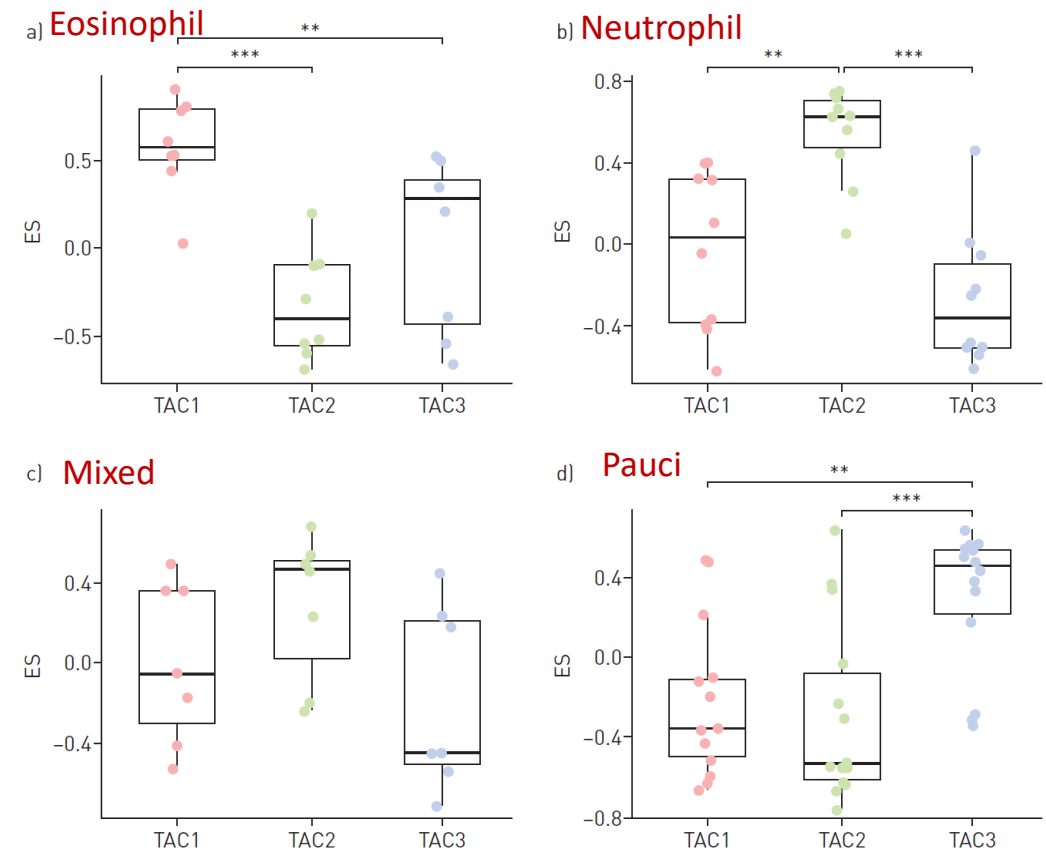 a) Eosinophil
**
***
ES
0.5
0.0
−0.5
TAC1 TAC2 TAC3
b) Neutrophil
** ***
ES
0.8
0.4
0.0
−0.4
TAC1 TAC2 TAC3
c) Mixed
ES
0.4
0.0
−0.4
TAC1 TAC2 TAC3
d) Pauci
**
***
ES
0.4
0.0
−0.4
−0.8
TAC1 TAC2 TAC3